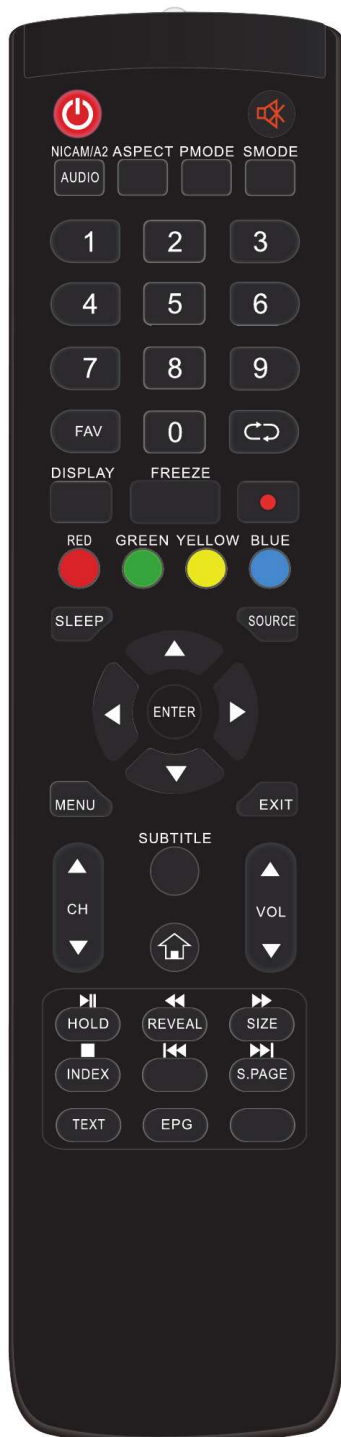 NICAM/A2 ASPECT PMODE SMODE
AUDIO
1 2 3
4 5 6
7 8 9
FAV 0
DISPLAY FREEZE
RED GREEN YELLOW BLUE
SLEEP SOURCE
ENTER
MENU EXIT
SUBTITLE
CH VOL
HOLD REVEAL SIZE
INDEX S.PAGE
TEXT EPG